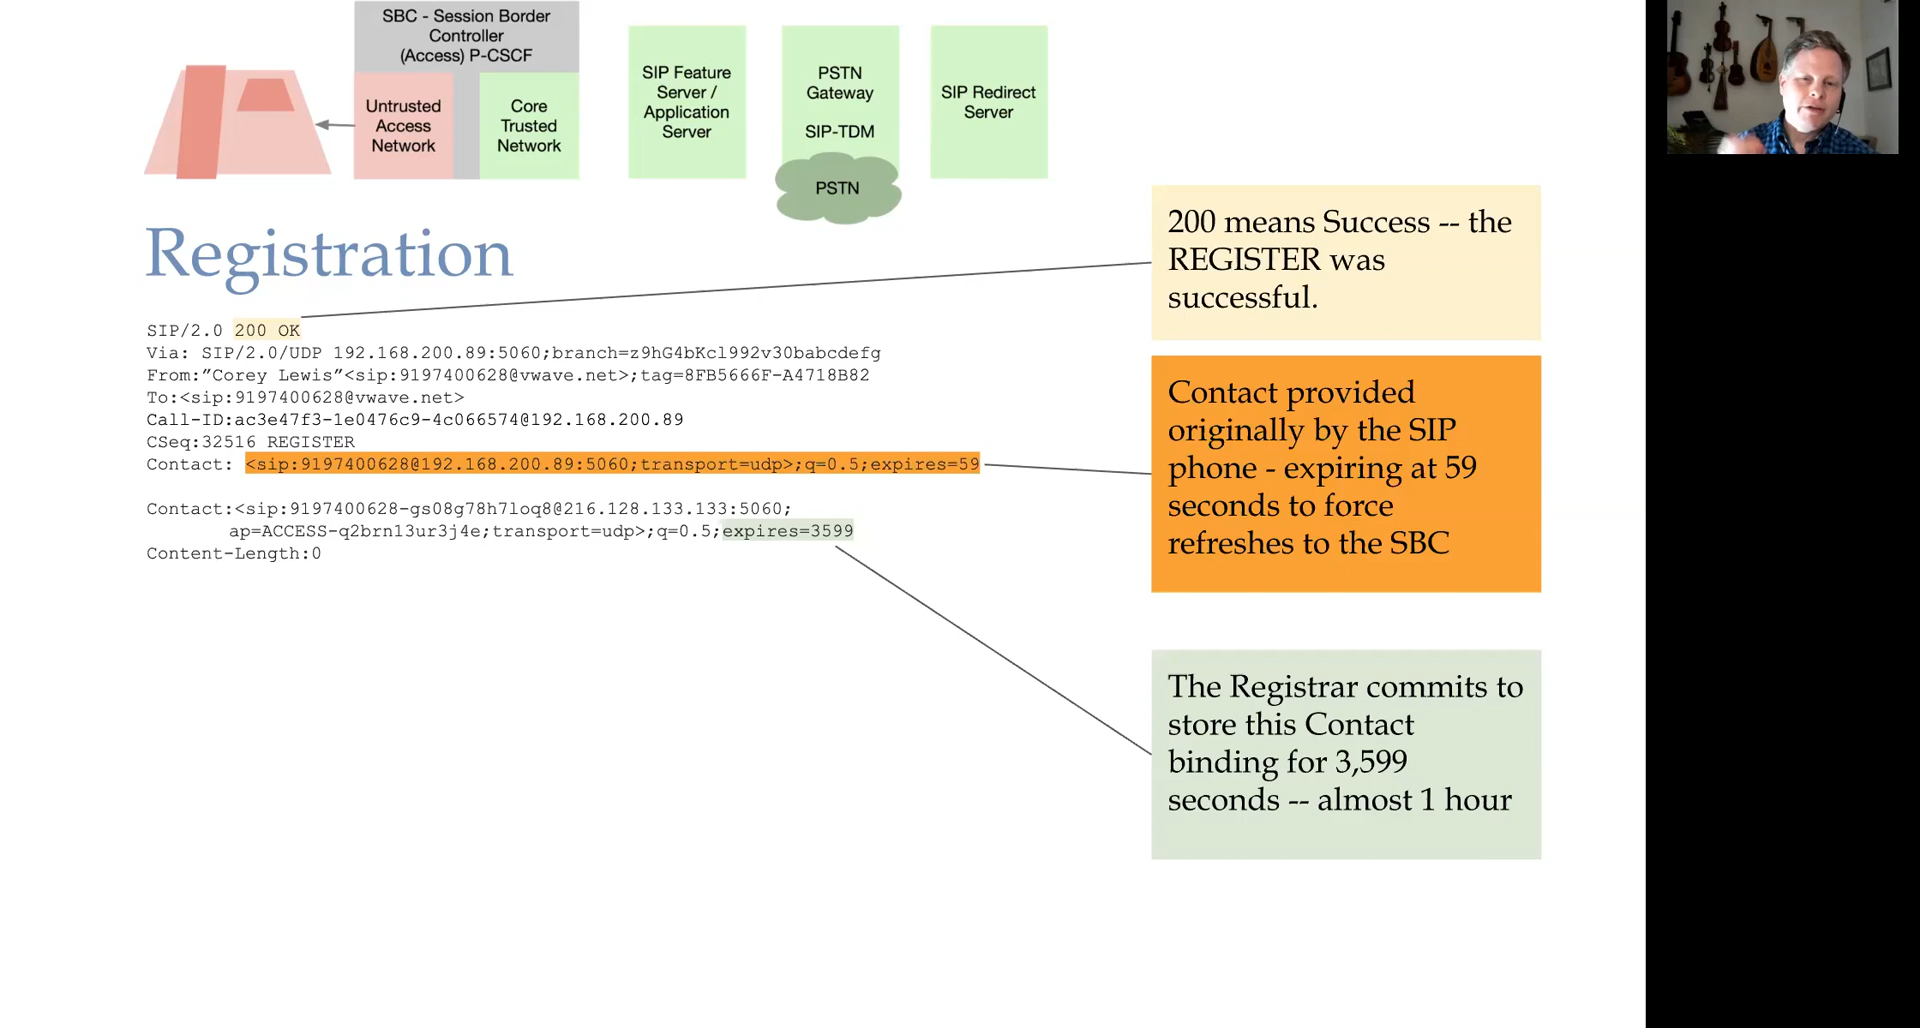 SBC - Session Border
Controller
(Access) P-CSCF
Untrusted
Access
Network
Core
Trusted
Network
SIP Feature
Server /
Application
Server
PSTN
Gateway
SIP-TDM
PSTN
SIP Redirect
Server
Registration
SIP/2.0 200 OK
Via: SIP/2.0/UDP 192.168.200.89:5060;branch=z9hG4bKcl992v30babcdefg
From:”Corey Lewis”<sip:9197400628@vwave.net>;tag=8FB5666F-A4718B82
To:<sip:9197400628@vwave.net>
Call-ID:ac3e47f3-1e0476c9-4c066574@192.168.200.89
CSeq:32516 REGISTER
Contact: <sip:9197400628@192.168.200.89:5060;transport=udp>;q=0.5;expires=59
Contact:<sip:9197400628-gs08g78h7loq8@216.128.133.133:5060;
ap=ACCESS-q2brn13ur3j4e;transport=udp>;q=0.5;expires=3599
Content-Length:0
200 means Success -- the
REGISTER was
successful.
Contact provided
originally by the SIP
phone - expiring at 59
seconds to force
refreshes to the SBC
The Registrar commits to
store this Contact
binding for 3,599
seconds -- almost 1 hour